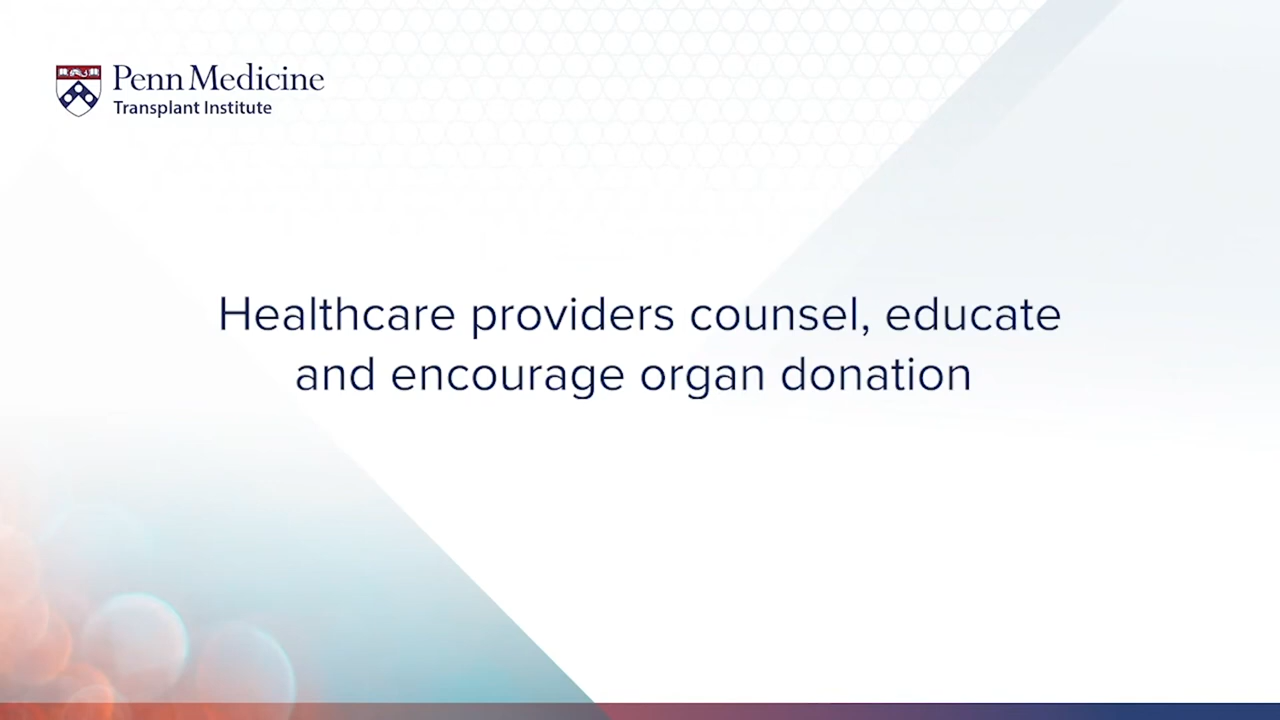 Penn Medicine
Transplant Institute
Healthcare providers counsel, educate
and encourage organ donation